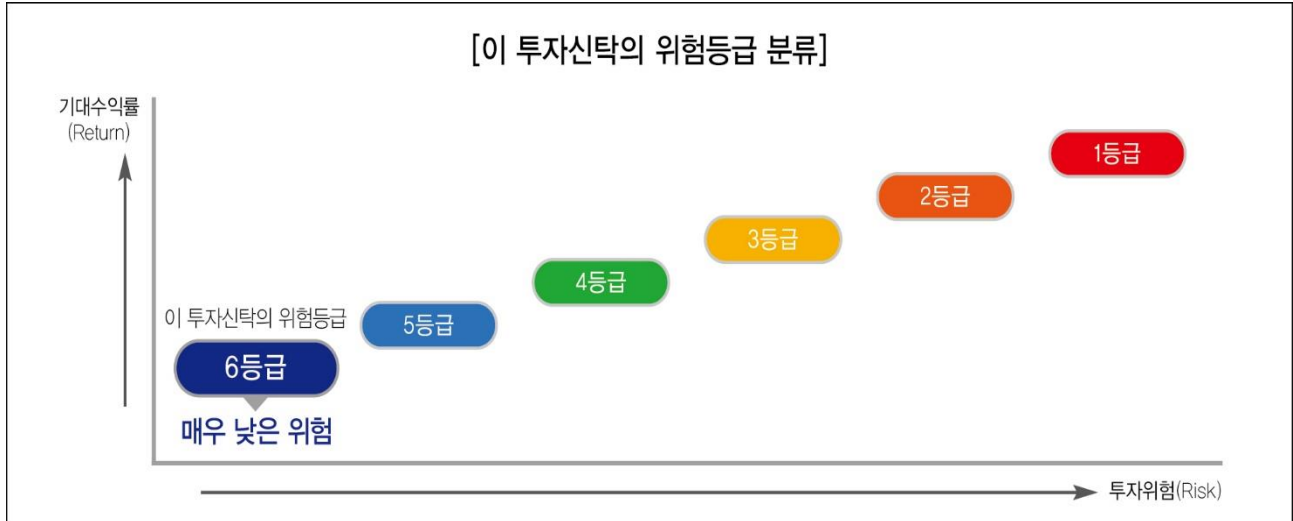 [이 투자신탁의 위험등급 분류]
기대수익률
(Return)
1등급
2등급
3등급
4등급
이 투자신탁의 위험등급
5등급
6등급
매우 낮은 위험
투자위험(Risk)